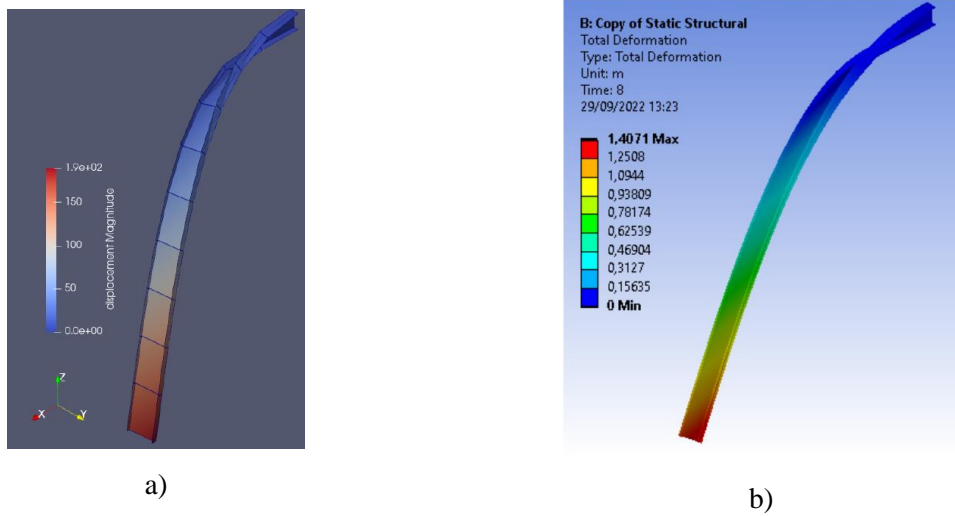 1.9e+02
150
100
50
0.0e+00
displacement Magnitude
Z
X
Y
a)
B: Copy of Static Structural
Total Deformation
Type: Total Deformation
Unit: m
Time: 8
29/09/2022 13:23
1,4071 Max
1,2508
1,0944
0,93809
0,78174
0,62539
0,46904
0,3127
0,15635
0 Min
b)